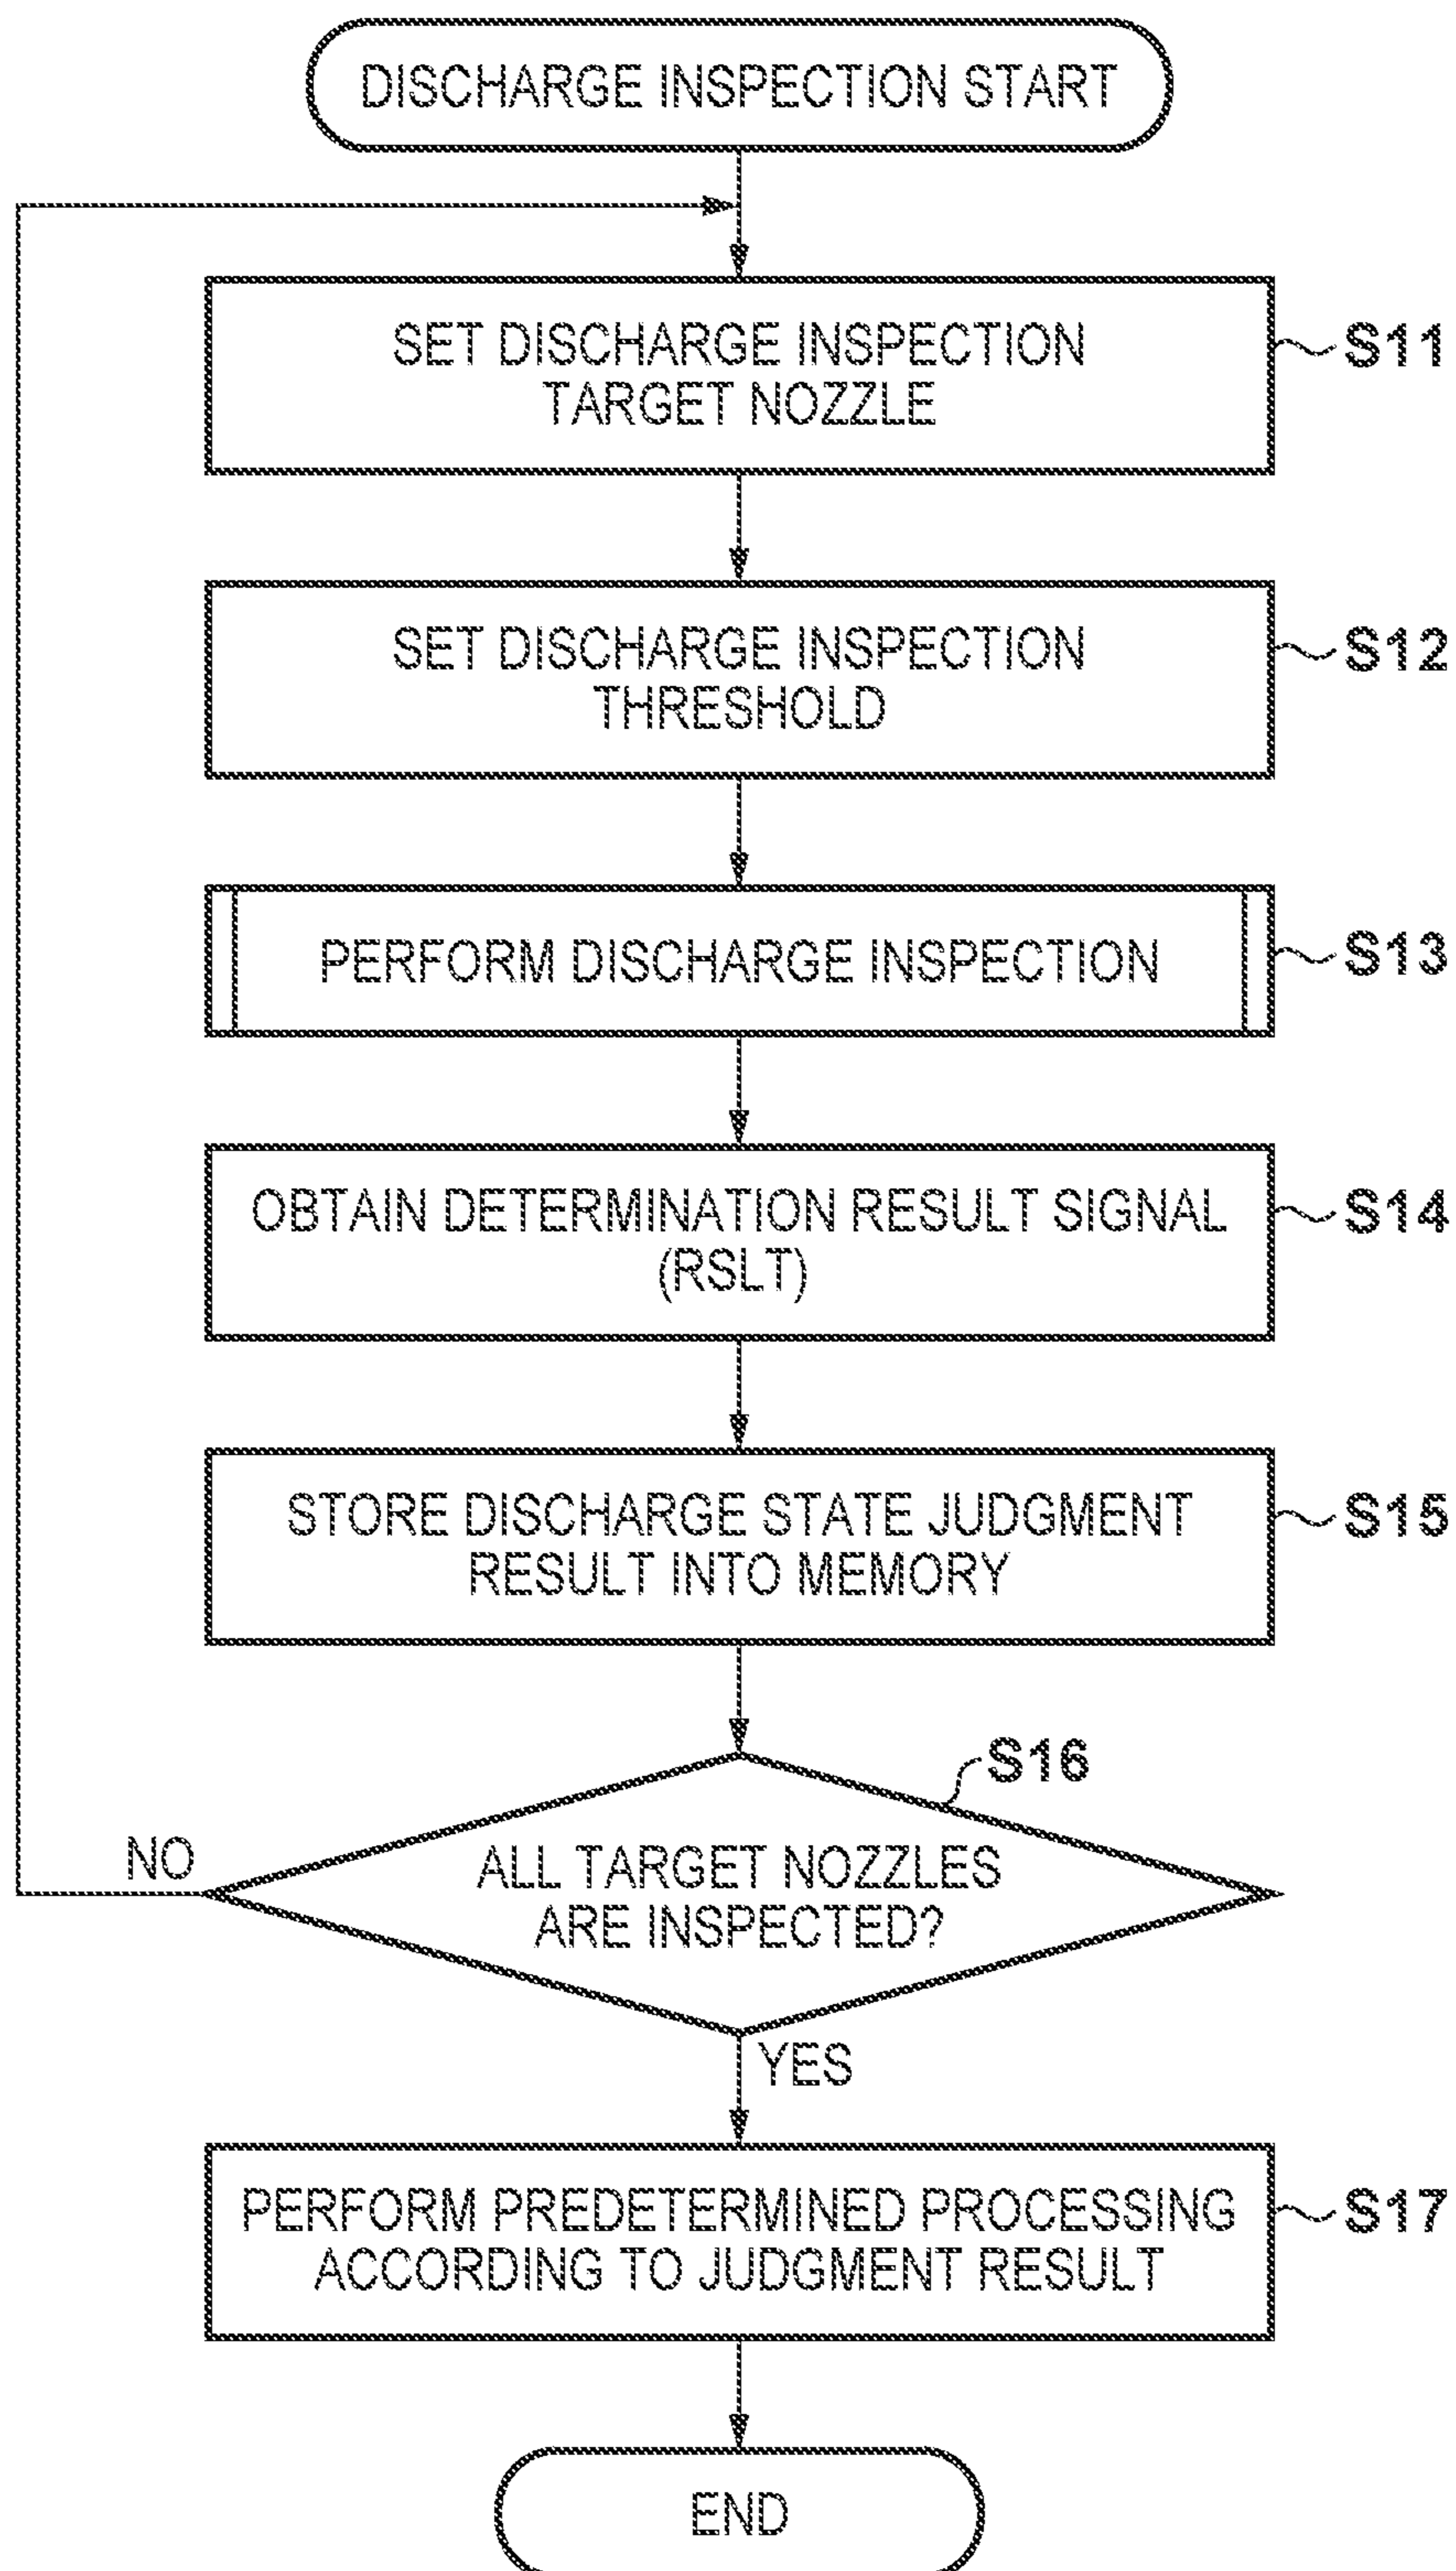 DISCHARGE INSPECTION START
SET DISCHARGE INSPECTION
TARGET NOZZLE
S11
SET DISCHARGE INSPECTION
THRESHOLD
S12
PERFORM DISCHARGE INSPECTION
S13
OBTAIN DETERMINATION RESULT SIGNAL
(RSLT)
S14
STORE DISCHARGE STATE JUDGMENT
RESULT INTO MEMORY
S15
S16
NO
ALL TARGET NOZZLES
ARE INSPECTED?
YES
PERFORM PREDETERMINED PROCESSING
ACCORDING TO JUDGMENT RESULT
S17
END